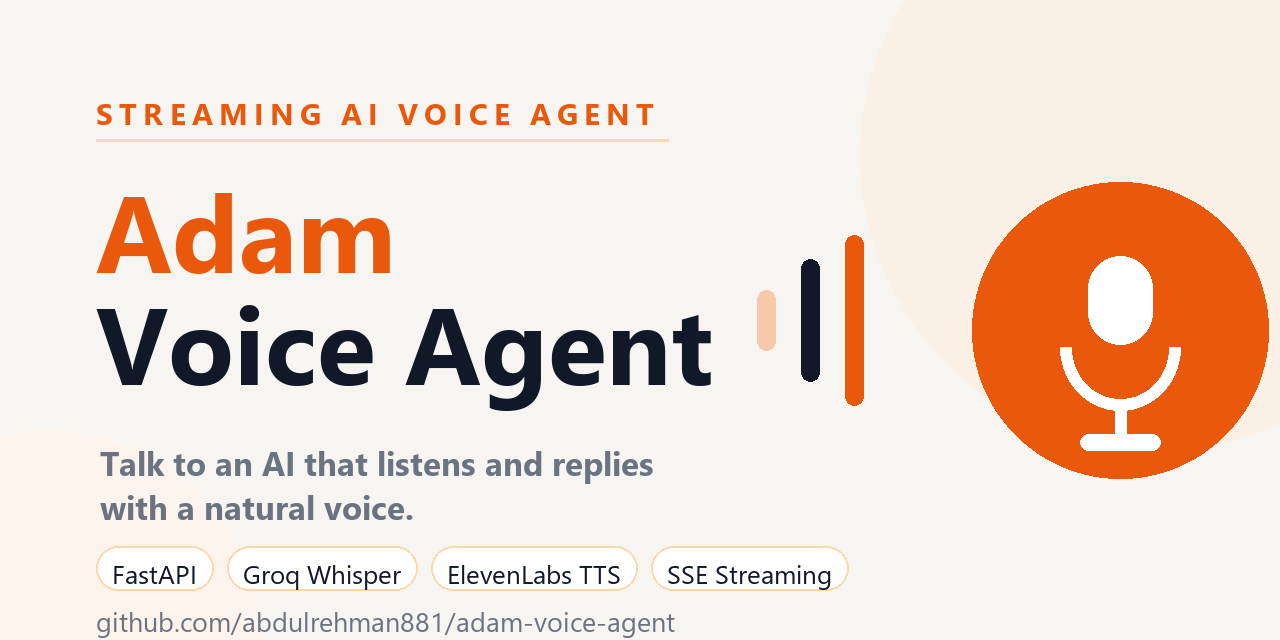 STREAMING AI VOICE AGENT
Adam
Voice Agent
Talk to an AI that listens and replies
with a natural voice.
FastAPI Groq Whisper ElevenLabs TTS SSE Streaming
github.com/abdulrehman881/adam-voice-agent